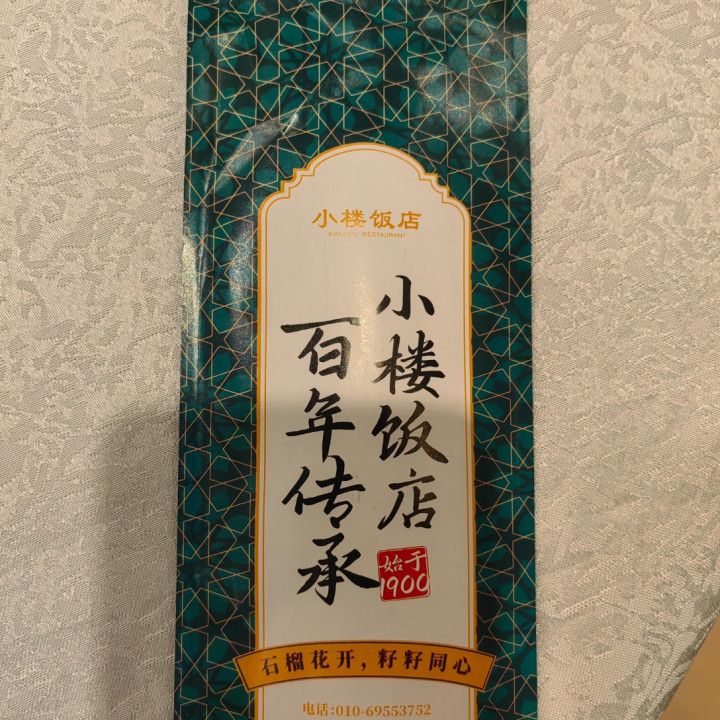 小楼饭店
XIAOLOU RESTAURANT
小楼饭店
百年传承
始于
1900
石榴花开，籽籽同心
电话:010-69553752